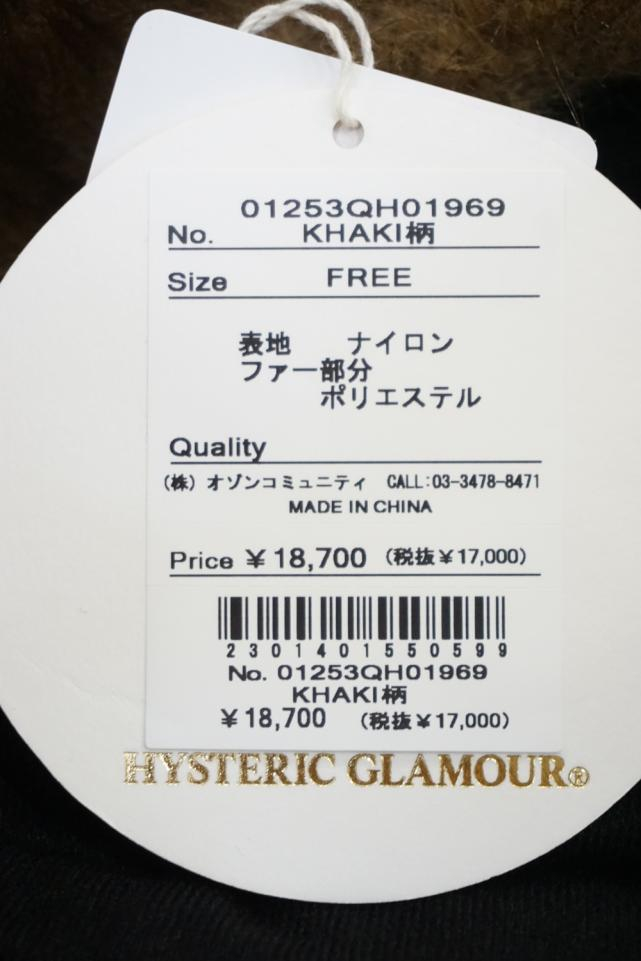 01253QH01969
No. KHAKI柄
Size FREE
表地 ナイロン
ファー部分
ポリエステル
Quality
(株) オゾンコミュニティ CALL:03-3478-8471
MADE IN CHINA
Price ¥18,700 (税抜¥17,000)
2301401550599
No. 01253QH01969
KHAKI柄
¥18,700 (税抜¥17,000)
HYSTERIC GLAMOUR®